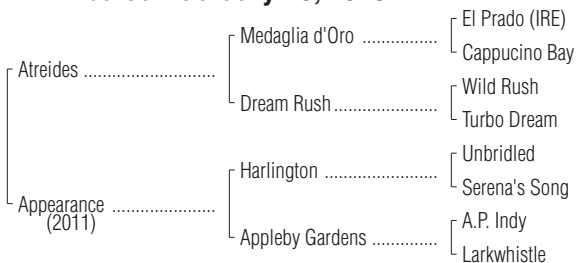 El Prado (IRE)
Medaglia d'Oro ..................
Cappucino Bay
Atreides ...............................
Wild Rush
Dream Rush.........................
Turbo Dream
Unbridled
Harlington ...........................
Serena's Song
Appearance ........................
(2011)
A.P. Indy
Appleby Gardens ................
Larkwhistle